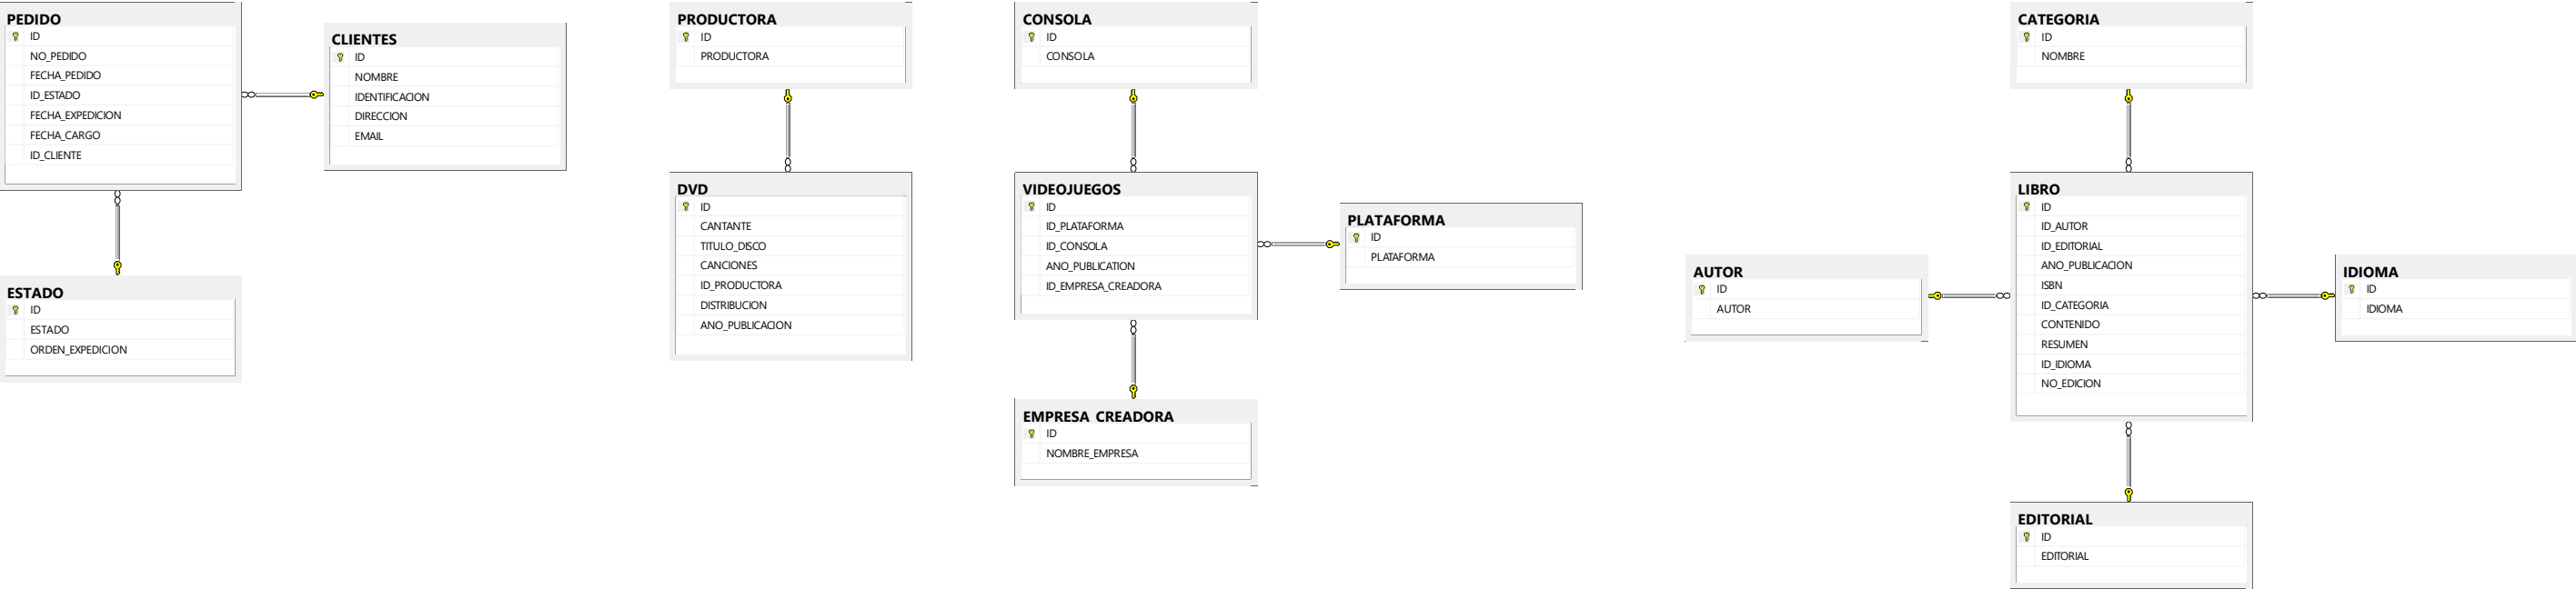 PEDIDO
ID
NO_PEDIDO
FECHA_PEDIDO
ID_ESTADO
FECHA_EXPEDICION
FECHA_CARGO
ID_CLIENTE
CLIENTES
ID
NOMBRE
IDENTIFICACION
DIRECCION
EMAIL
ESTADO
ID
ESTADO
ORDEN_EXPEDICION
PRODUCTORA
ID
PRODUCTORA
DVD
ID
CANTANTE
TITULO_DISCO
CANCIONES
ID_PRODUCTORA
DISTRIBUCION
ANO_PUBLICACION
CONSOLA
ID
CONSOLA
VIDEOJUEGOS
ID
ID_PLATAFORMA
ID_CONSOLA
ANO_PUBLICATION
ID_EMPRESA_CREADORA
PLATAFORMA
ID
PLATAFORMA
EMPRESA_CREADORA
ID
NOMBRE_EMPRESA
CATEGORIA
ID
NOMBRE
AUTOR
ID
AUTOR
LIBRO
ID
ID_AUTOR
ID_EDITORIAL
ANO_PUBLICACION
ISBN
ID_CATEGORIA
CONTENIDO
RESUMEN
ID_IDIOMA
NO_EDICION
IDIOMA
ID
IDIOMA
EDITORIAL
ID
EDITORIAL